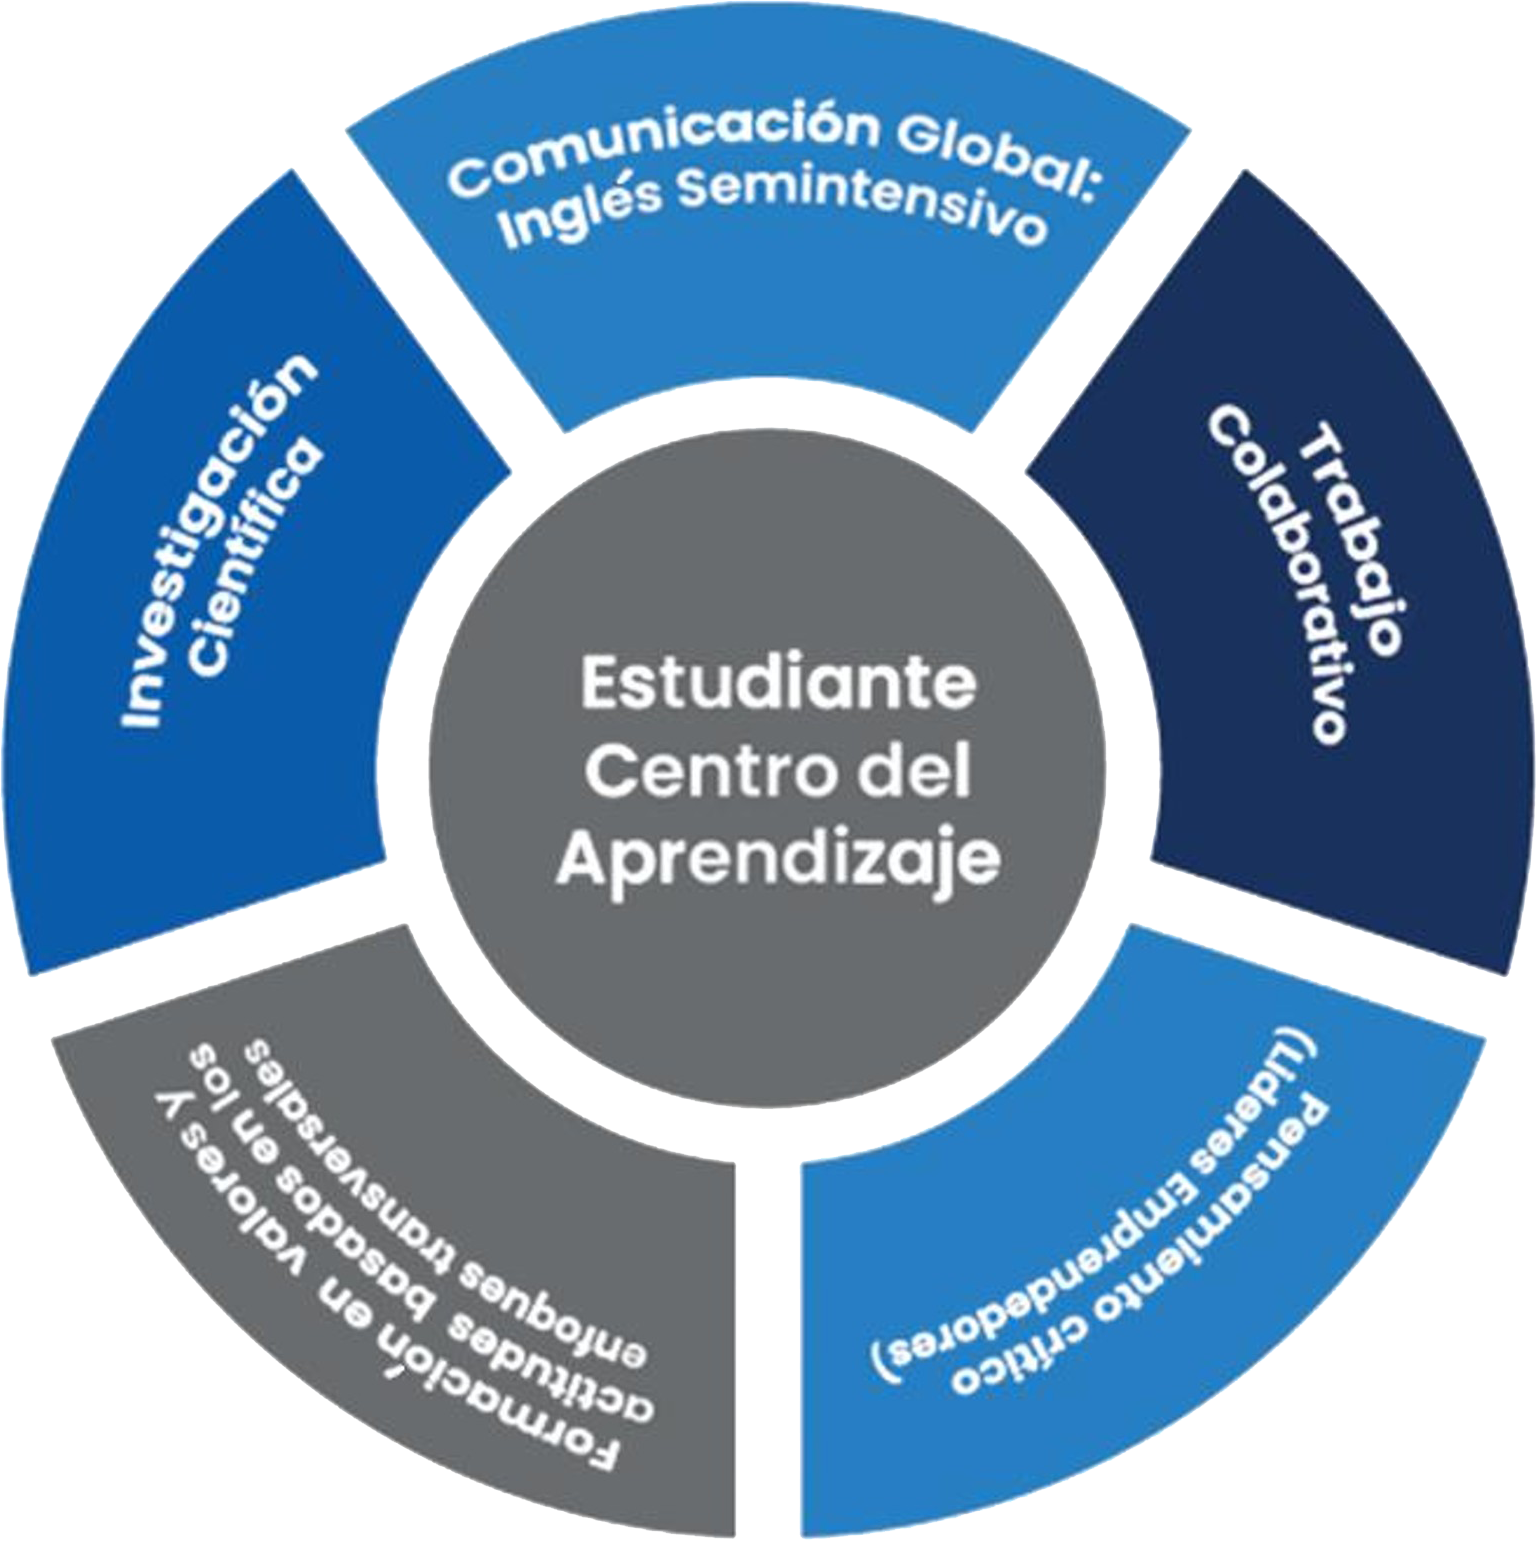 Comunicación Global:
Inglés Semintensivo
Trabajo
Colaborativo
Pensamiento crítico
(Lideres Emprendedores)
Formación en valores y
actitudes basados en los
enfoques transversales
Investigación
Científica
Estudiante
Centro del
Aprendizaje